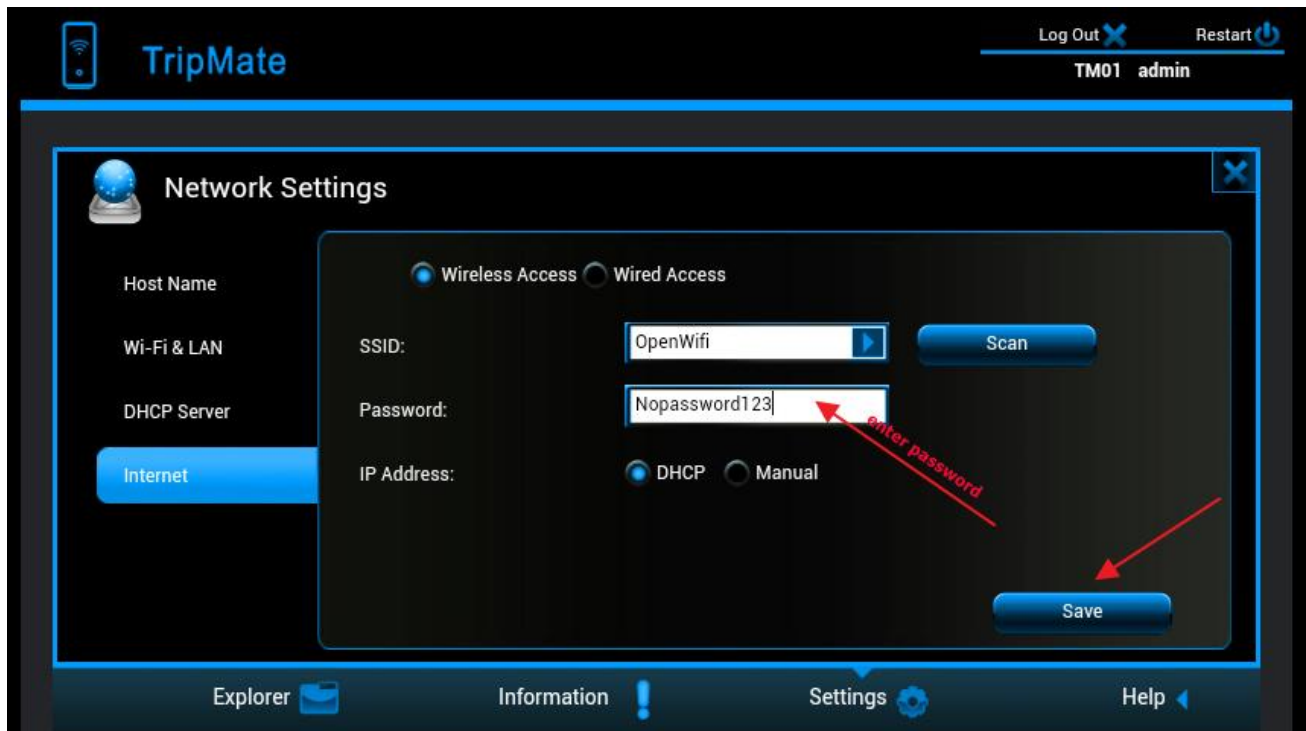 TripMate
Log Out Restart
TM01 admin
Network Settings
Host Name
Wi-Fi & LAN
DHCP Server
Internet
Wireless Access Wired Access
SSID: OpenWifi Scan
Password: Nopassword123
enter password
IP Address: DHCP Manual
Save
Explorer Information Settings Help